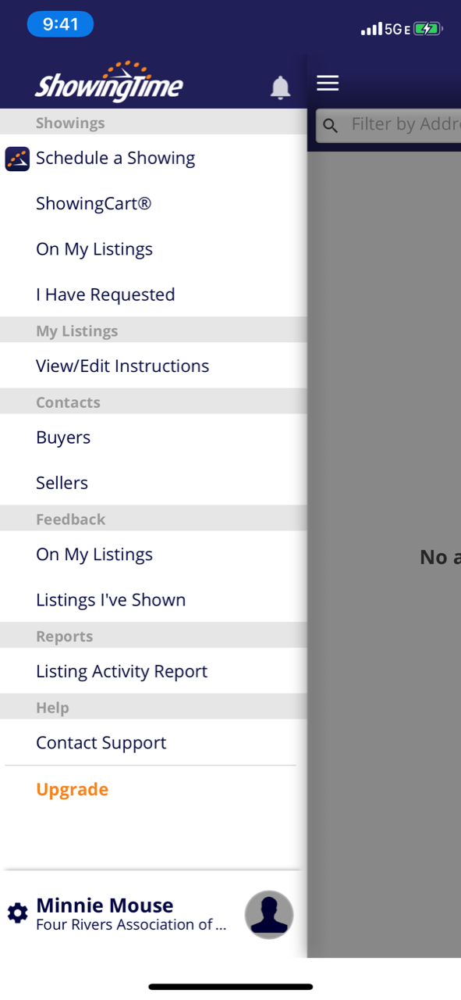 9:41
5G E
ShowingTime
Filter by Addr
Showings
Schedule a Showing
ShowingCart®
On My Listings
I Have Requested
My Listings
View/Edit Instructions
Contacts
Buyers
Sellers
Feedback
On My Listings
No a
Listings I've Shown
Reports
Listing Activity Report
Help
Contact Support
Upgrade
Minnie Mouse
Four Rivers Association of ...